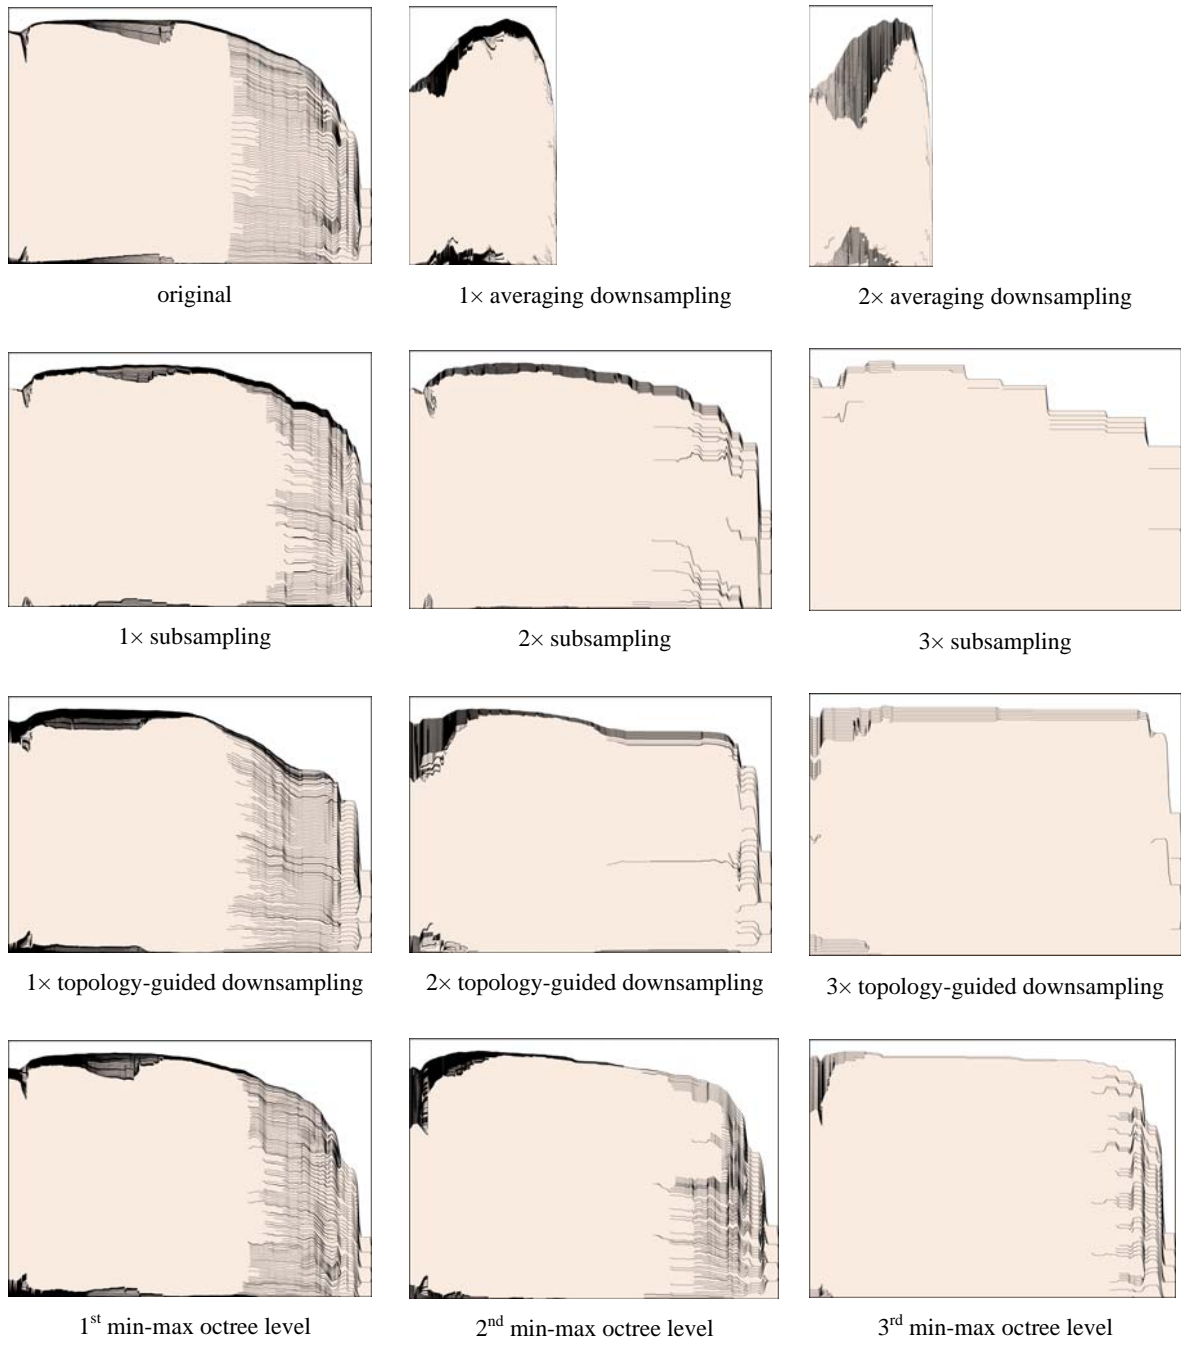 original
1× averaging downsampling
2× averaging downsampling
1× subsampling
2× subsampling
3× subsampling
1× topology-guided downsampling
2× topology-guided downsampling
3× topology-guided downsampling
1st min-max octree level
2nd min-max octree level
3rd min-max octree level